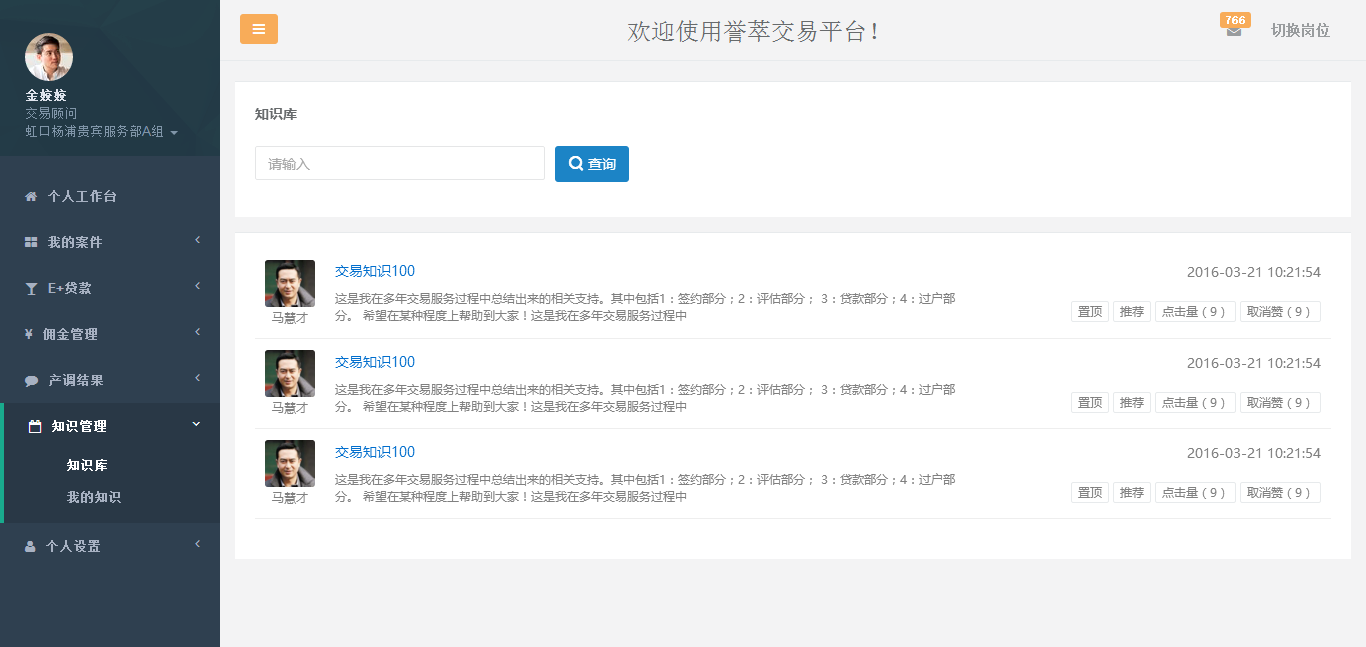 金姣姣
交易顾问
虹口杨浦贵宾服务部A组
个人工作台
我的案件
E+贷款
¥ 佣金管理
产调结果
知识管理
知识库
我的知识
个人设置
欢迎使用誉萃交易平台！
766
切换岗位
知识库
请输入
查询
交易知识100
2016-03-21 10:21:54
这是我在多年交易服务过程中总结出来的相关支持。其中包括1：签约部分；2：评估部分； 3：贷款部分；4：过户部
分。 希望在某种程度上帮助到大家！这是我在多年交易服务过程中
马慧才
置顶 推荐 点击量（9） 取消赞（9）
交易知识100
2016-03-21 10:21:54
这是我在多年交易服务过程中总结出来的相关支持。其中包括1：签约部分；2：评估部分； 3：贷款部分；4：过户部
分。 希望在某种程度上帮助到大家！这是我在多年交易服务过程中
马慧才
置顶 推荐 点击量（9） 取消赞（9）
交易知识100
2016-03-21 10:21:54
这是我在多年交易服务过程中总结出来的相关支持。其中包括1：签约部分；2：评估部分； 3：贷款部分；4：过户部
分。 希望在某种程度上帮助到大家！这是我在多年交易服务过程中
马慧才
置顶 推荐 点击量（9） 取消赞（9）